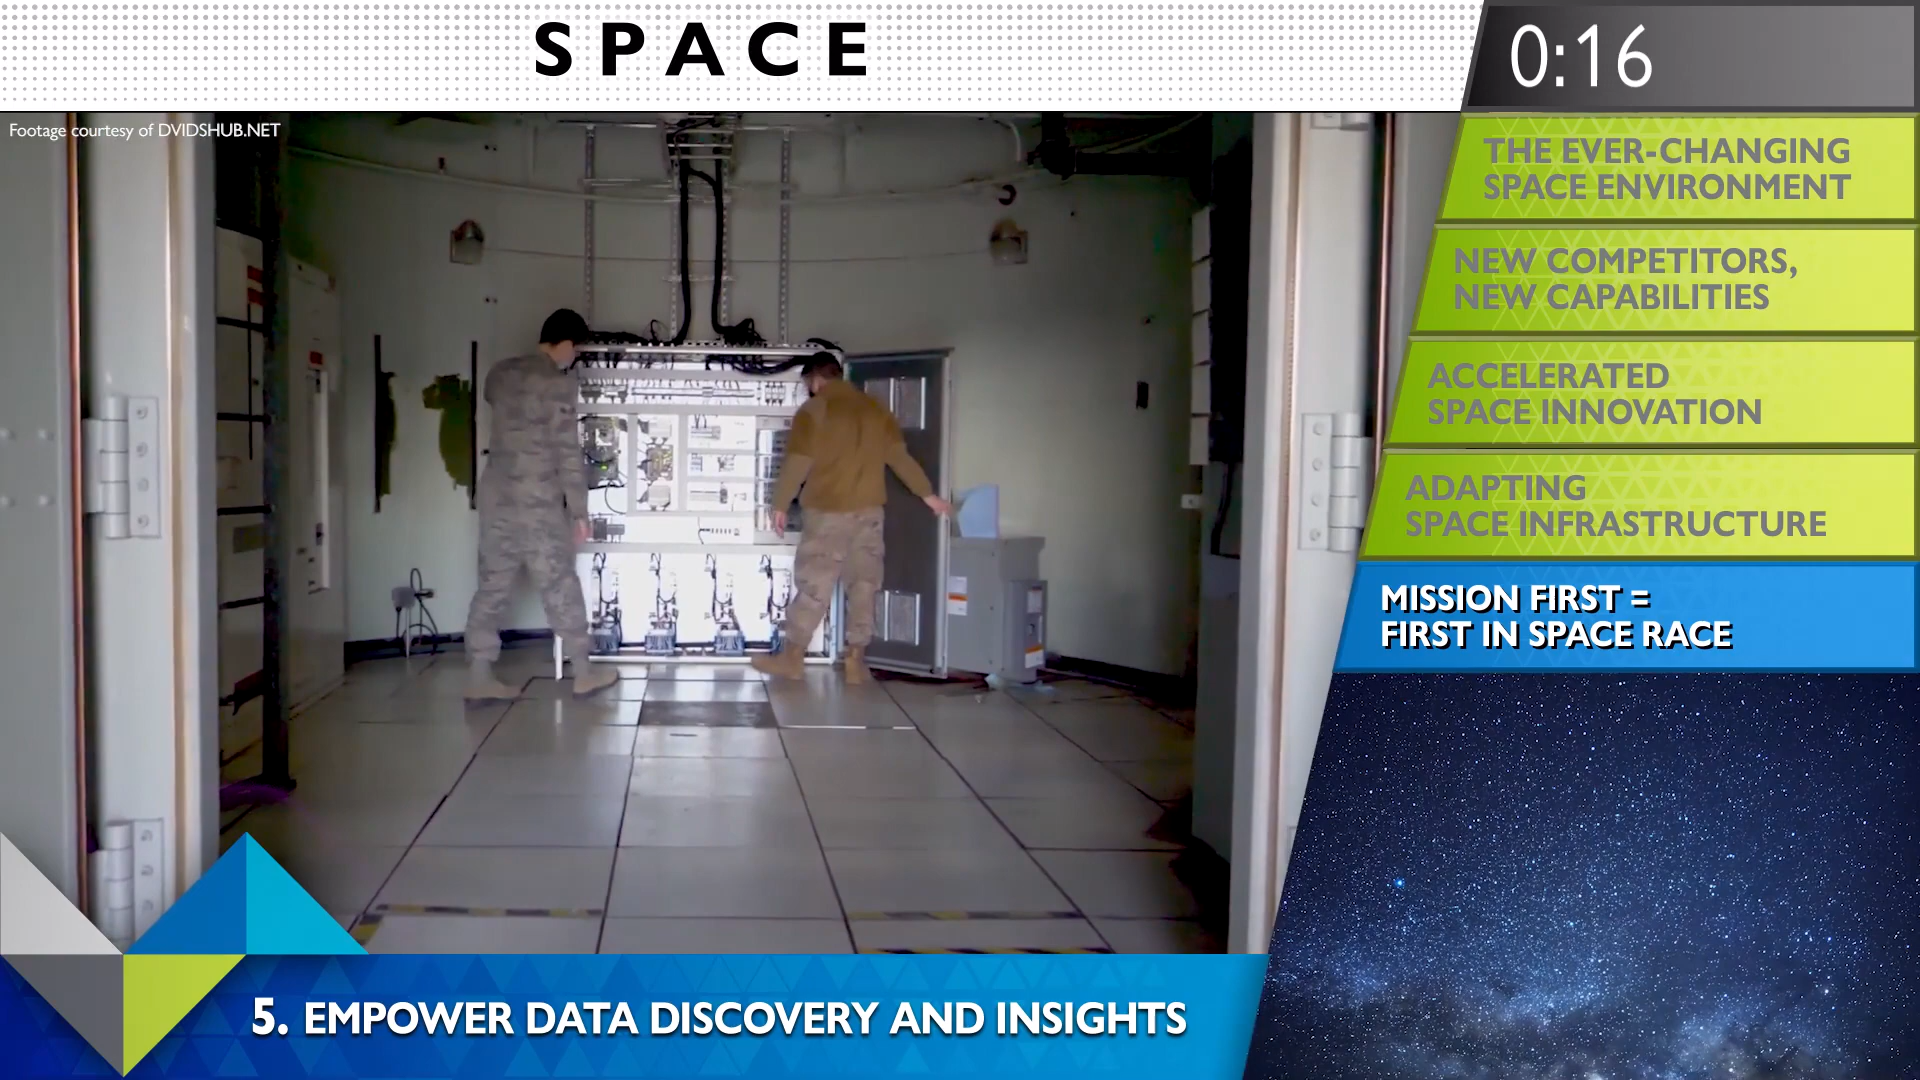 SPACE
0:16
Footage courtesy of DVIDSHUB.NET
THE EVER-CHANGING
SPACE ENVIRONMENT
NEW COMPETITORS,
NEW CAPABILITIES
ACCELERATED
SPACE INNOVATION
ADAPTING
SPACE INFRASTRUCTURE
MISSION FIRST =
FIRST IN SPACE RACE
5. EMPOWER DATA DISCOVERY AND INSIGHTS